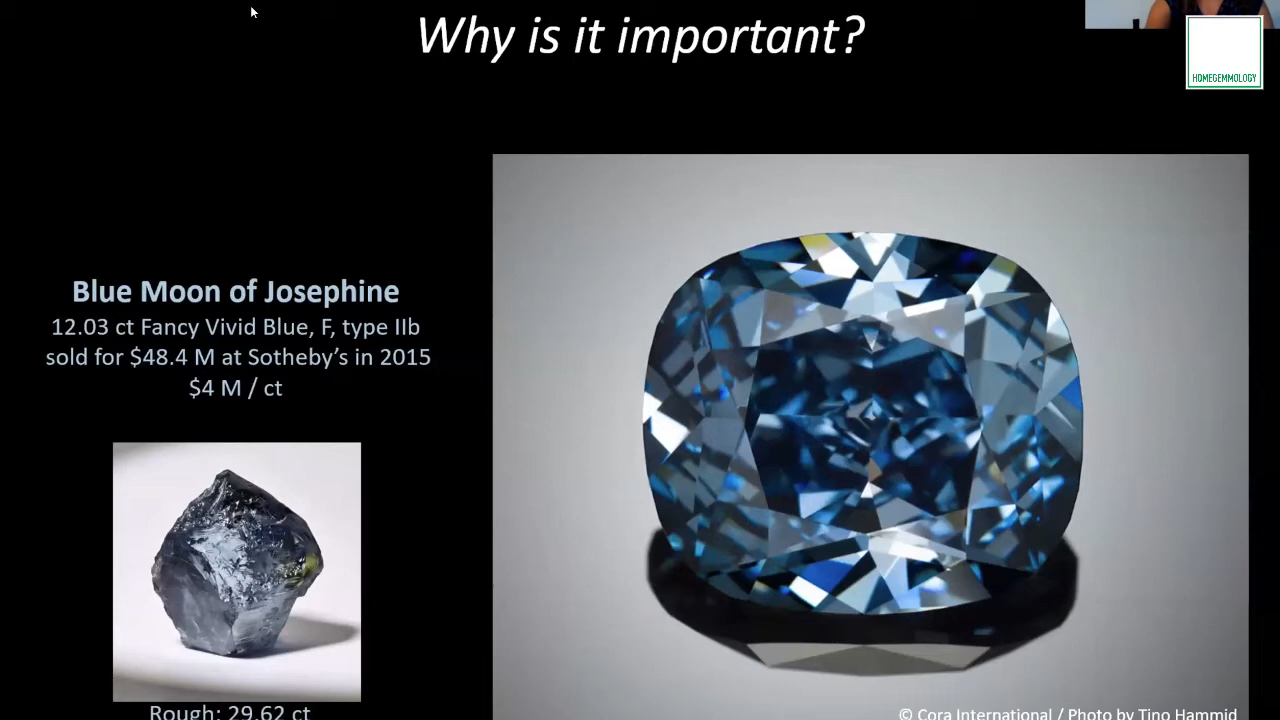 Why is it important?
HOMEGEMMOLOGY
Blue Moon of Josephine
12.03 ct Fancy Vivid Blue, F, type IIb
sold for $48.4 M at Sotheby’s in 2015
$4 M / ct
Rough: 29.62 ct
© Cora International / Photo by Tino Hammid